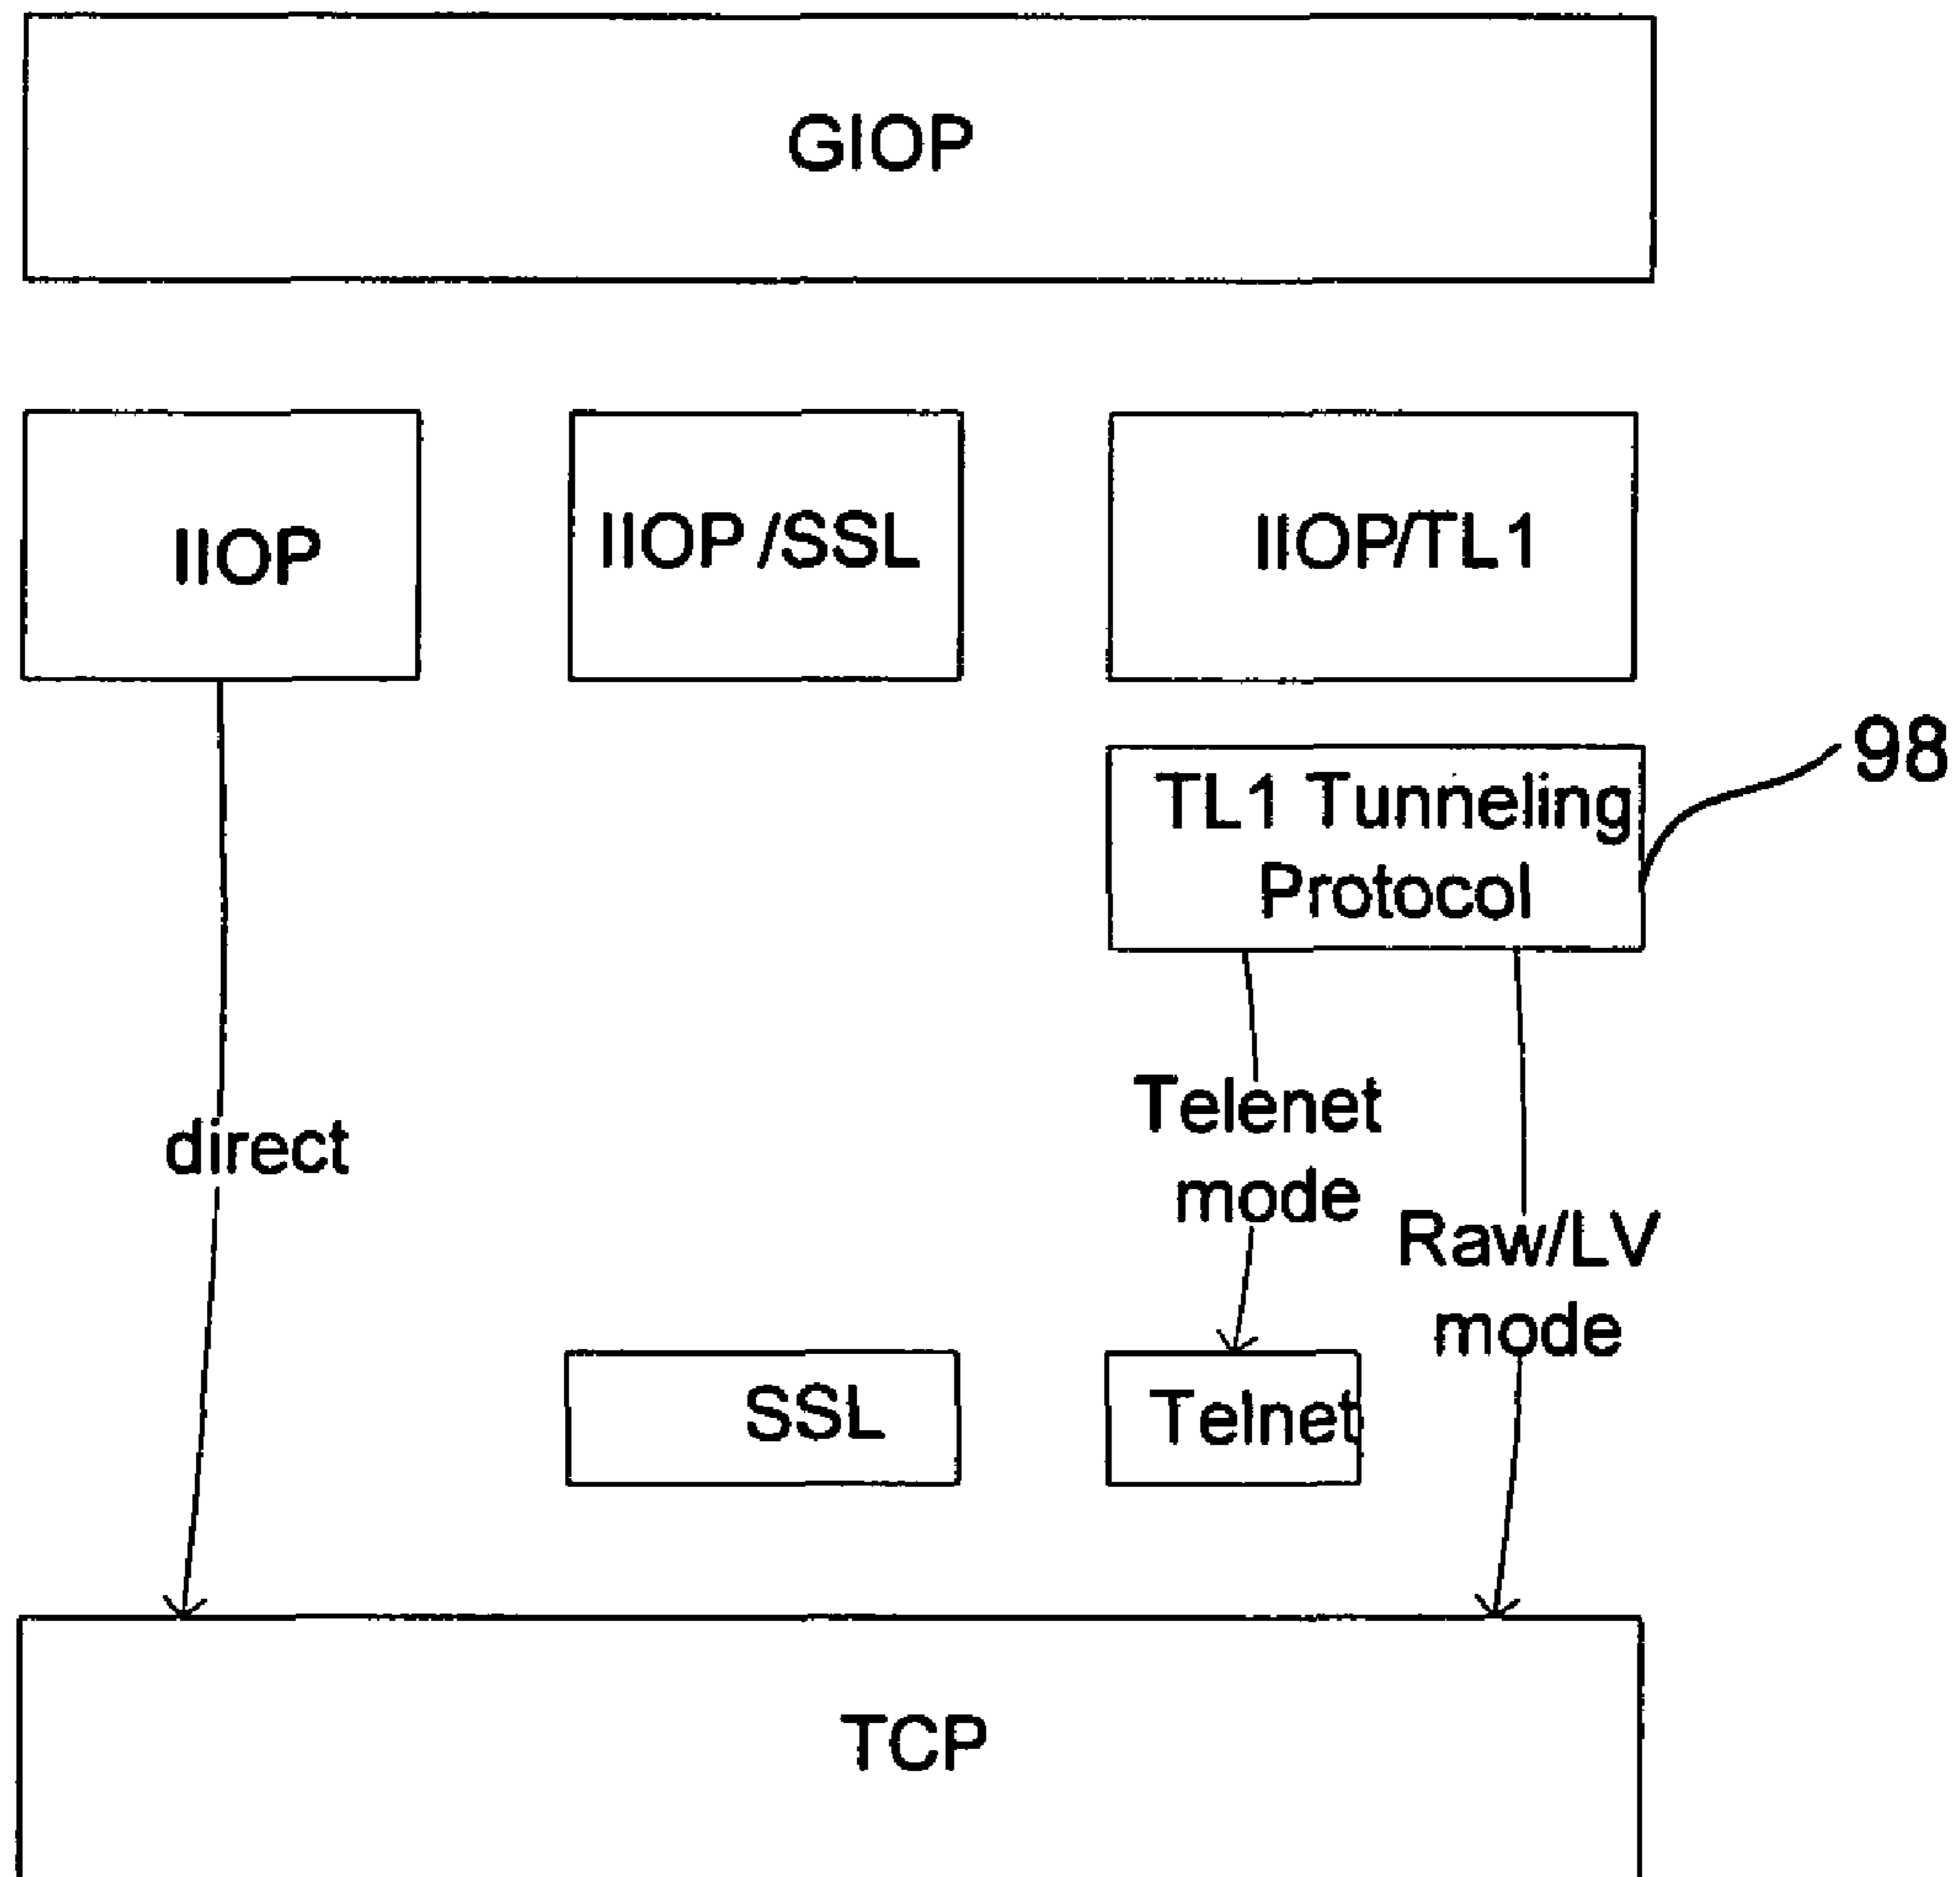 GIOP
IIOP
IIOP/SSL
IIOP/TL1
98
TL1 Tunneling
Protocol
direct
Telenet
mode
Raw/LV
mode
SSL
Telnet
TCP